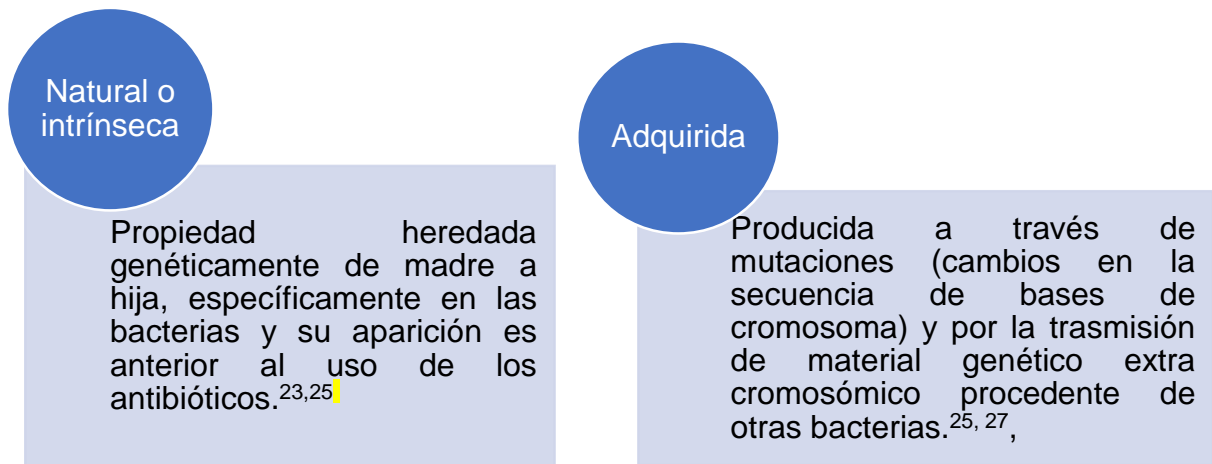 Natural o
intrínseca
Propiedad heredada
genéticamente de madre a
hija, específicamente en las
bacterias y su aparición es
anterior al uso de los
antibióticos.23,25
Adquirida
Producida a través de
mutaciones (cambios en la
secuencia de bases de
cromosoma) y por la trasmisión
de material genético extra
cromosómico procedente de
otras bacterias.25, 27,